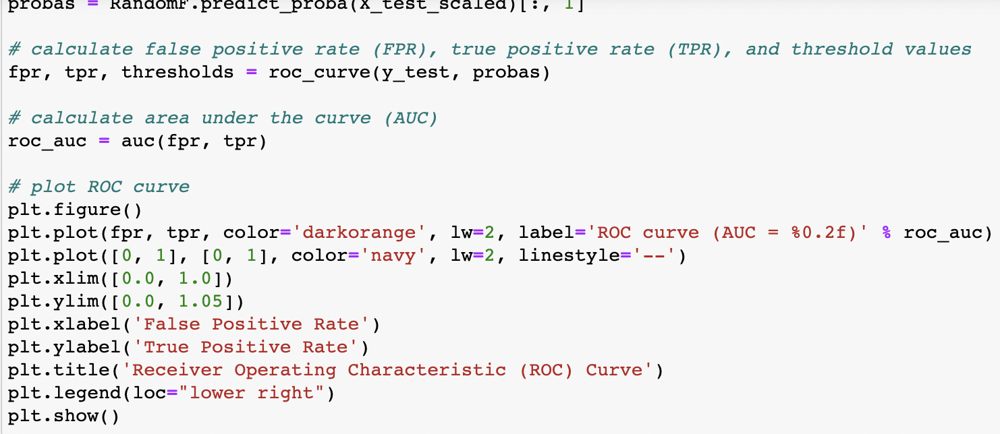 probas = RandomF.predict_proba(X_test_scaled)[:, 1]
# calculate false positive rate (FPR), true positive rate (TPR), and threshold values
fpr, tpr, thresholds = roc_curve(y_test, probas)
# calculate area under the curve (AUC)
roc_auc = auc(fpr, tpr)
# plot ROC curve
plt.figure()
plt.plot(fpr, tpr, color='darkorange', lw=2, label='ROC curve (AUC = %0.2f)' % roc_auc)
plt.plot([0, 1], [0, 1], color='navy', lw=2, linestyle='--')
plt.xlim([0.0, 1.0])
plt.ylim([0.0, 1.05])
plt.xlabel('False Positive Rate')
plt.ylabel('True Positive Rate')
plt.title('Receiver Operating Characteristic (ROC) Curve')
plt.legend(loc="lower right")
plt.show()